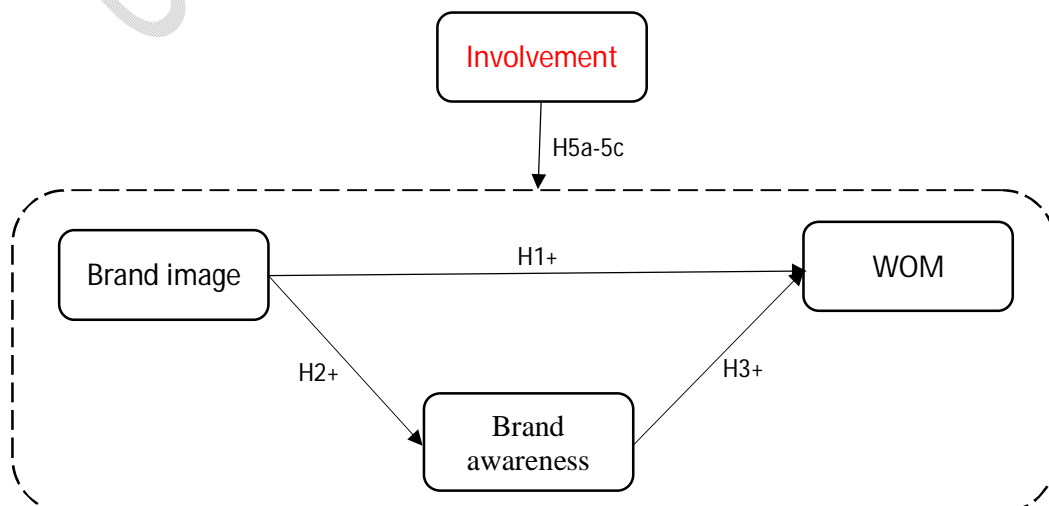 Involvement
H5a-5c
Brand image
H1+
WOM
H2+
H3+
Brand
awareness